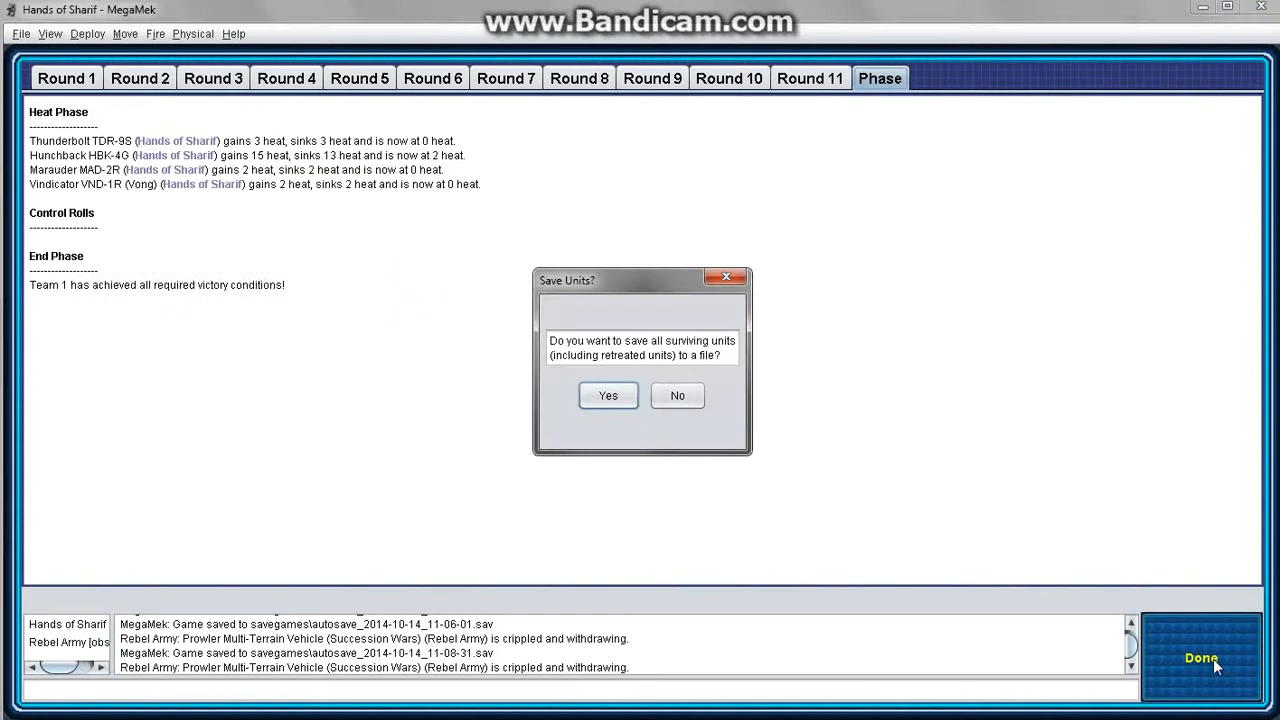 Hands of Sharif - MegaMek
www.Bandicam.com
File View Deploy Move Fire Physical Help
Round 1 Round 2 Round 3 Round 4 Round 5 Round 6 Round 7 Round 8 Round 9 Round 10 Round 11 Phase
Heat Phase
-------------------
Thunderbolt TDR-9S (Hands of Sharif) gains 3 heat, sinks 3 heat and is now at 0 heat.
Hunchback HBK-4G (Hands of Sharif) gains 15 heat, sinks 13 heat and is now at 2 heat.
Marauder MAD-2R (Hands of Sharif) gains 2 heat, sinks 2 heat and is now at 0 heat.
Vindicator VND-1R (Vong) (Hands of Sharif) gains 2 heat, sinks 2 heat and is now at 0 heat.
Control Rolls
-------------------
End Phase
-------------------
Team 1 has achieved all required victory conditions!
Save Units?
Do you want to save all surviving units
(including retreated units) to a file?
Yes No
Hands of Sharif
Rebel Army [obs
MegaMek: Game saved to savegames\autosave_2014-10-14_11-06-01.sav
Rebel Army: Prowler Multi-Terrain Vehicle (Succession Wars) (Rebel Army) is crippled and withdrawing.
MegaMek: Game saved to savegames\autosave_2014-10-14_11-08-31.sav
Rebel Army: Prowler Multi-Terrain Vehicle (Succession Wars) (Rebel Army) is crippled and withdrawing.
Done